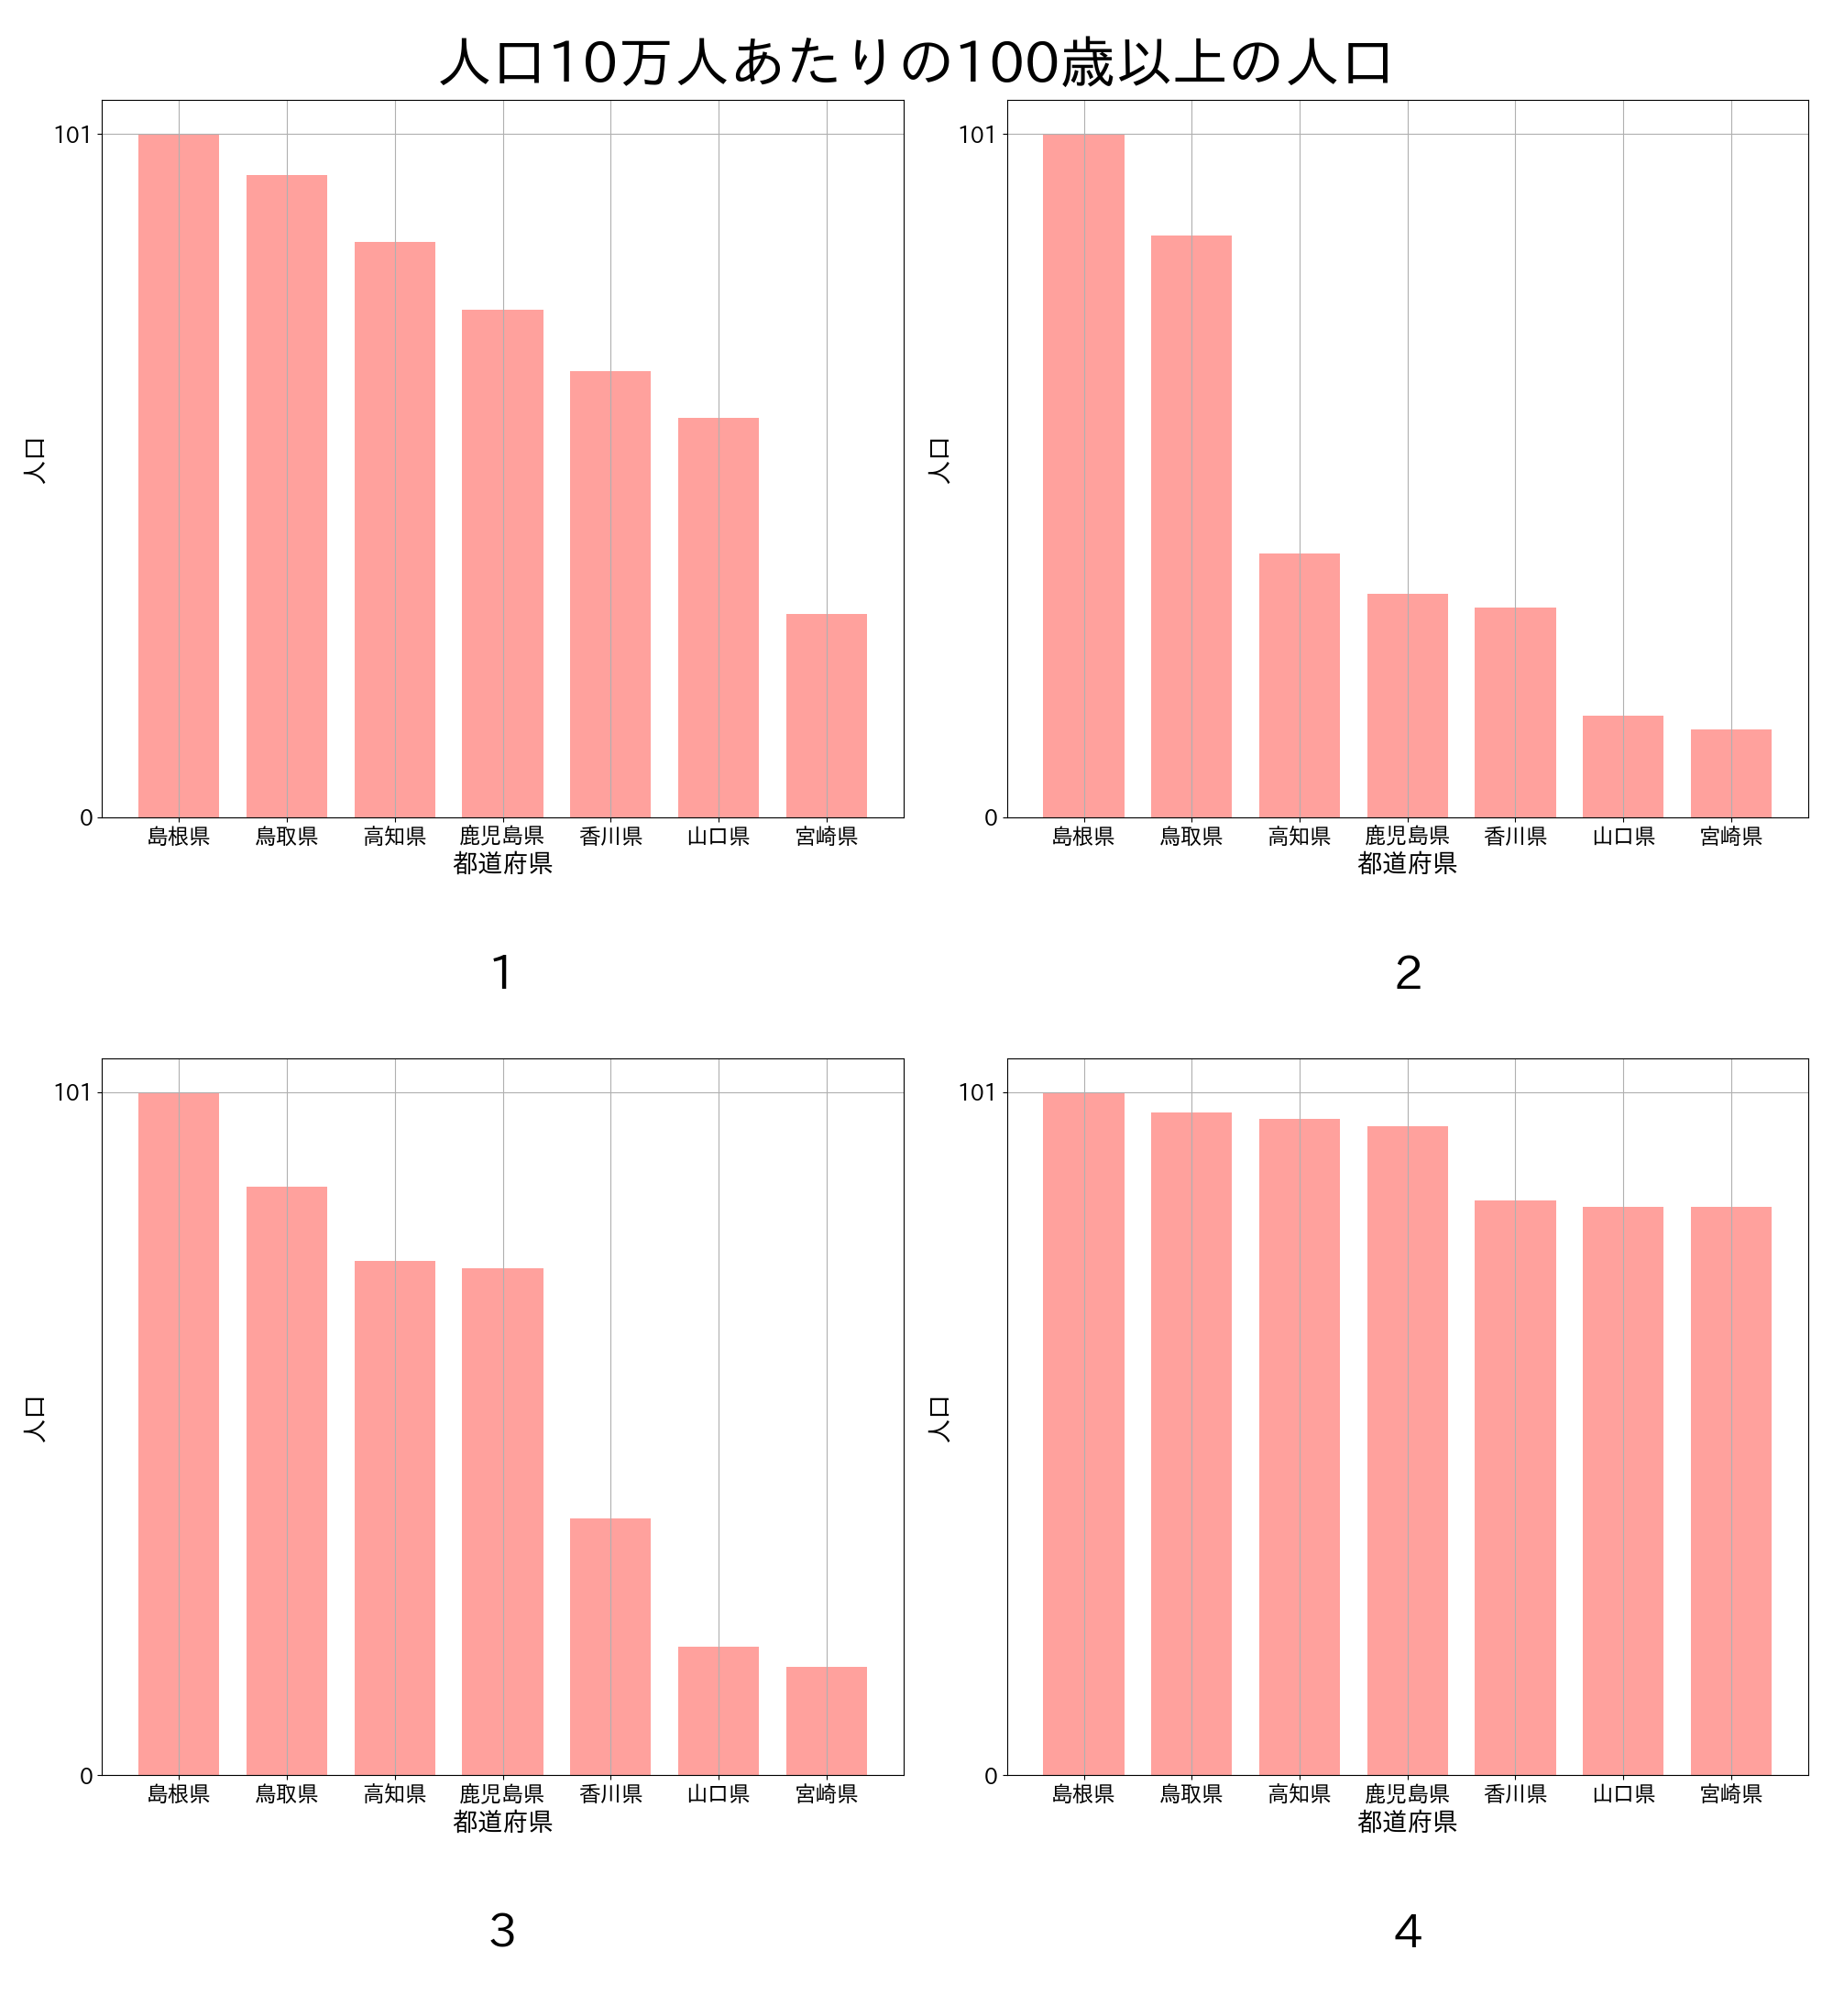 人口10万人あたりの100歳以上の人口
101
0
人口
島根県 鳥取県 高知県 鹿児島県 香川県 山口県 宮崎県
都道府県
1
101
0
人口
島根県 鳥取県 高知県 鹿児島県 香川県 山口県 宮崎県
都道府県
2
101
0
人口
島根県 鳥取県 高知県 鹿児島県 香川県 山口県 宮崎県
都道府県
3
101
0
人口
島根県 鳥取県 高知県 鹿児島県 香川県 山口県 宮崎県
都道府県
4